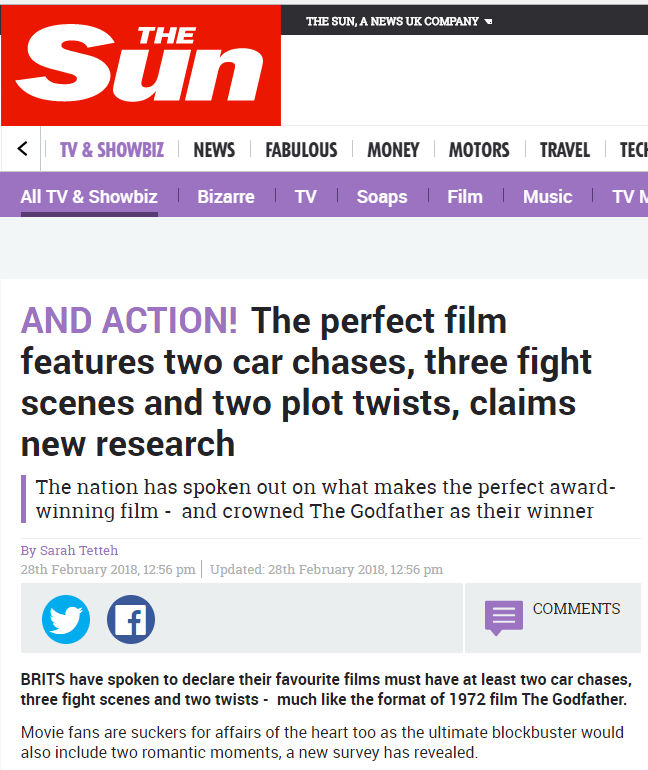 THE SUN, A NEWS UK COMPANY
THE
Sun
< TV & SHOWBIZ NEWS FABULOUS MONEY MOTORS TRAVEL TECH
All TV & Showbiz Bizarre TV Soaps Film Music TV M
AND ACTION! The perfect film
features two car chases, three fight
scenes and two plot twists, claims
new research
The nation has spoken out on what makes the perfect award-
winning film - and crowned The Godfather as their winner
By Sarah Tetteh
28th February 2018, 12:56 pm Updated: 28th February 2018, 12:56 pm
COMMENTS
BRITS have spoken to declare their favourite films must have at least two car chases,
three fight scenes and two twists - much like the format of 1972 film The Godfather.
Movie fans are suckers for affairs of the heart too as the ultimate blockbuster would
also include two romantic moments, a new survey has revealed.